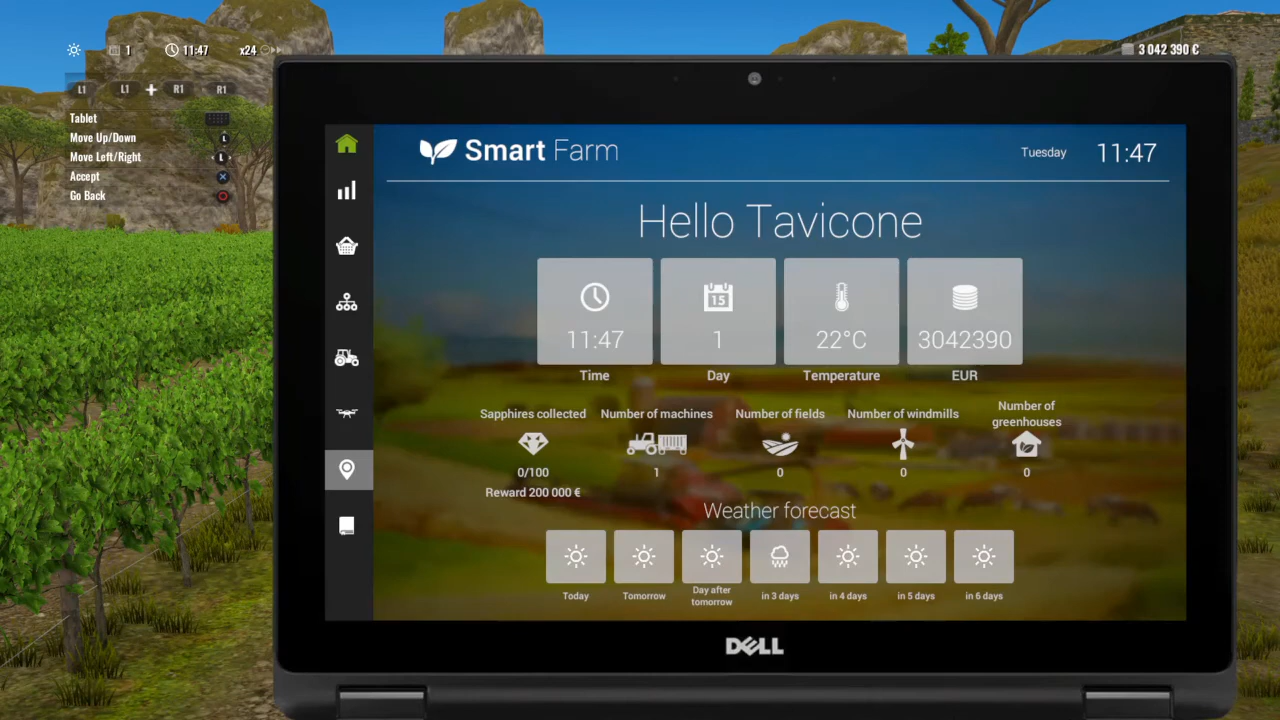 1
11:47
x24
3 042 390 €
L1
L1
R1
R1
Tablet
Move Up/Down
L
Move Left/Right
L
Accept
Go Back
Smart Farm
Tuesday
11:47
Hello Tavicone
15
11:47
1
22°C
3042390
Time
Day
Temperature
EUR
Sapphires collected
Number of machines
Number of fields
Number of windmills
Number of
greenhouses
0/100
1
0
0
0
Reward 200 000 €
Weather forecast
Today
Tomorrow
Day after
tomorrow
in 3 days
in 4 days
in 5 days
in 6 days
DELL